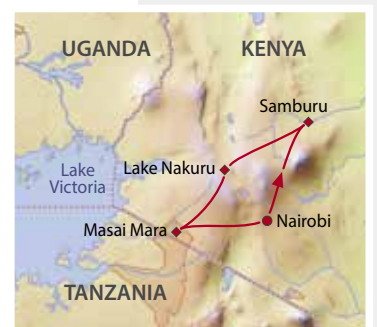 UGANDA
KENYA
Samburu
Lake
Victoria
Lake Nakuru
Nairobi
Masai Mara
TANZANIA